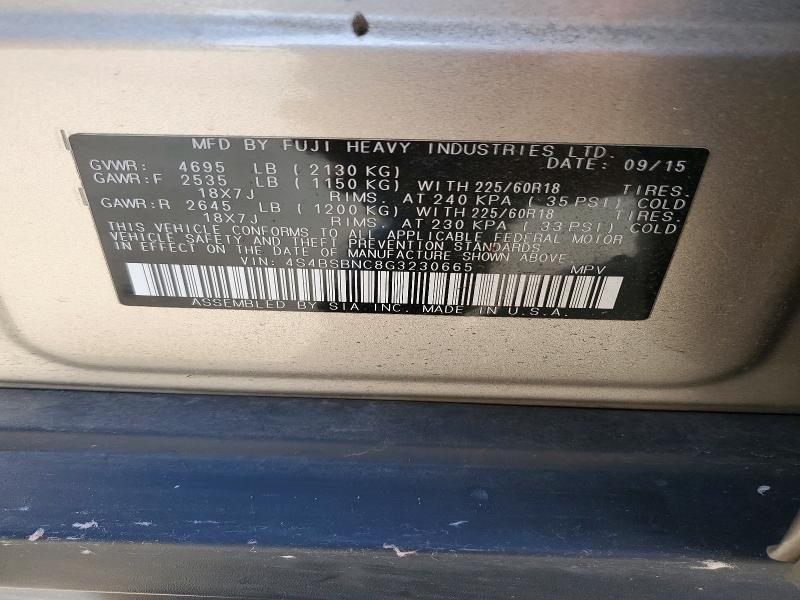 MFD BY FUJI HEAVY INDUSTRIES LTD.
GVWR: 4695 LB (2130 KG) DATE: 09/15
GAWR:F 2535 LB (1150 KG) WITH 225/60R18 TIRES.
18X7J RIMS. AT 240 KPA (35 PSI) COLD
GAWR:R 2645 LB (1200 KG) WITH 225/60R18 TIRES.
18X7J RIMS. AT 230 KPA (33 PSI) COLD
THIS VEHICLE CONFORMS TO ALL APPLICABLE FEDERAL MOTOR
VEHICLE SAFETY AND THEFT PREVENTION STANDARDS
IN EFFECT ON THE DATE OF MANUFACTURE SHOWN ABOVE
VIN: 4S4BSBNC8G3230665 MPV
ASSEMBLED BY SIA INC. MADE IN U.S.A.